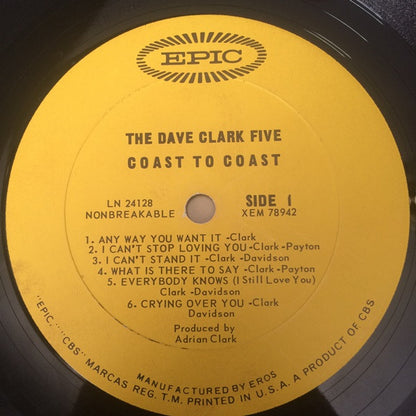 EPIC
THE DAVE CLARK FIVE
COAST TO COAST
LN 24128
NONBREAKABLE
SIDE 1
XEM 78942
1. ANY WAY YOU WANT IT -Clark
2. I CAN'T STOP LOVING YOU -Clark -Payton
3. I CAN'T STAND IT -Clark -Davidson
4. WHAT IS THERE TO SAY -Clark -Payton
5. EVERYBODY KNOWS (I Still Love You)
Clark -Davidson
6. CRYING OVER YOU -Clark
Davidson
Produced by
Adrian Clark
MANUFACTURED BY EROS
"EPIC," "CBS" MARCAS REG. T.M. PRINTED IN U.S.A. A PRODUCT OF CBS